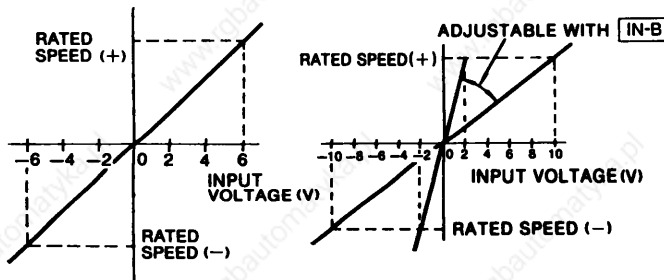 RATED
SPEED (+)
-6 -4 -2 0 2 4 6
INPUT
VOLTAGE (V)
RATED
SPEED (−)
ADJUSTABLE WITH IN-B
RATED SPEED(+)
-10 -8 -6 -4 -2 0 2 4 6 8 10
INPUT VOLTAGE(V)
RATED SPEED (−)